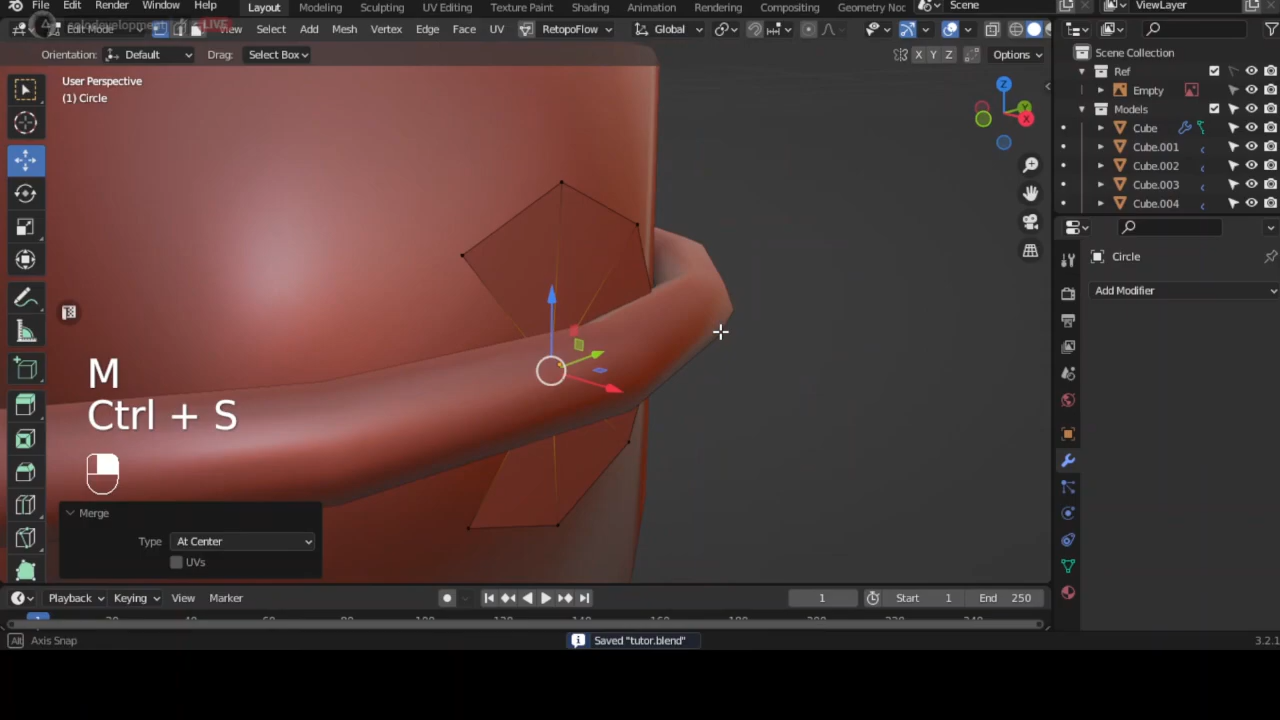 File Edit Render Window Help Layout Modeling Sculpting UV Editing Texture Paint Shading Animation Rendering Compositing Geometry Noc Scene ViewLayer
Edit Mode LIVE View Select Add Mesh Vertex Edge Face UV RetopoFlow Global
Orientation: Default Drag: Select Box X Y Z Options
User Perspective
(1) Circle
Z
Y
X
Scene Collection
Ref
Empty
Models
Cube
Cube.001
Cube.002
Cube.003
Cube.004
Circle
Add Modifier
M
Ctrl + S
Merge
Type At Center
UVs
Playback Keying View Marker 1 Start 1 End 250
Axis Snap Saved "tutor.blend" 3.2.1